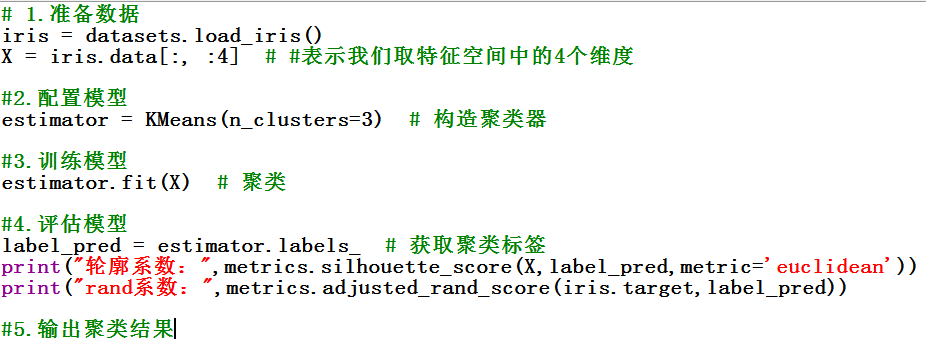 # 1.准备数据
iris = datasets.load_iris()
X = iris.data[:, :4]  # #表示我们取特征空间中的4个维度
#2.配置模型
estimator = KMeans(n_clusters=3)  # 构造聚类器
#3.训练模型
estimator.fit(X)  # 聚类
#4.评估模型
label_pred = estimator.labels_  # 获取聚类标签
print("轮廓系数：",metrics.silhouette_score(X,label_pred,metric='euclidean'))
print("rand系数：",metrics.adjusted_rand_score(iris.target,label_pred))
#5.输出聚类结果